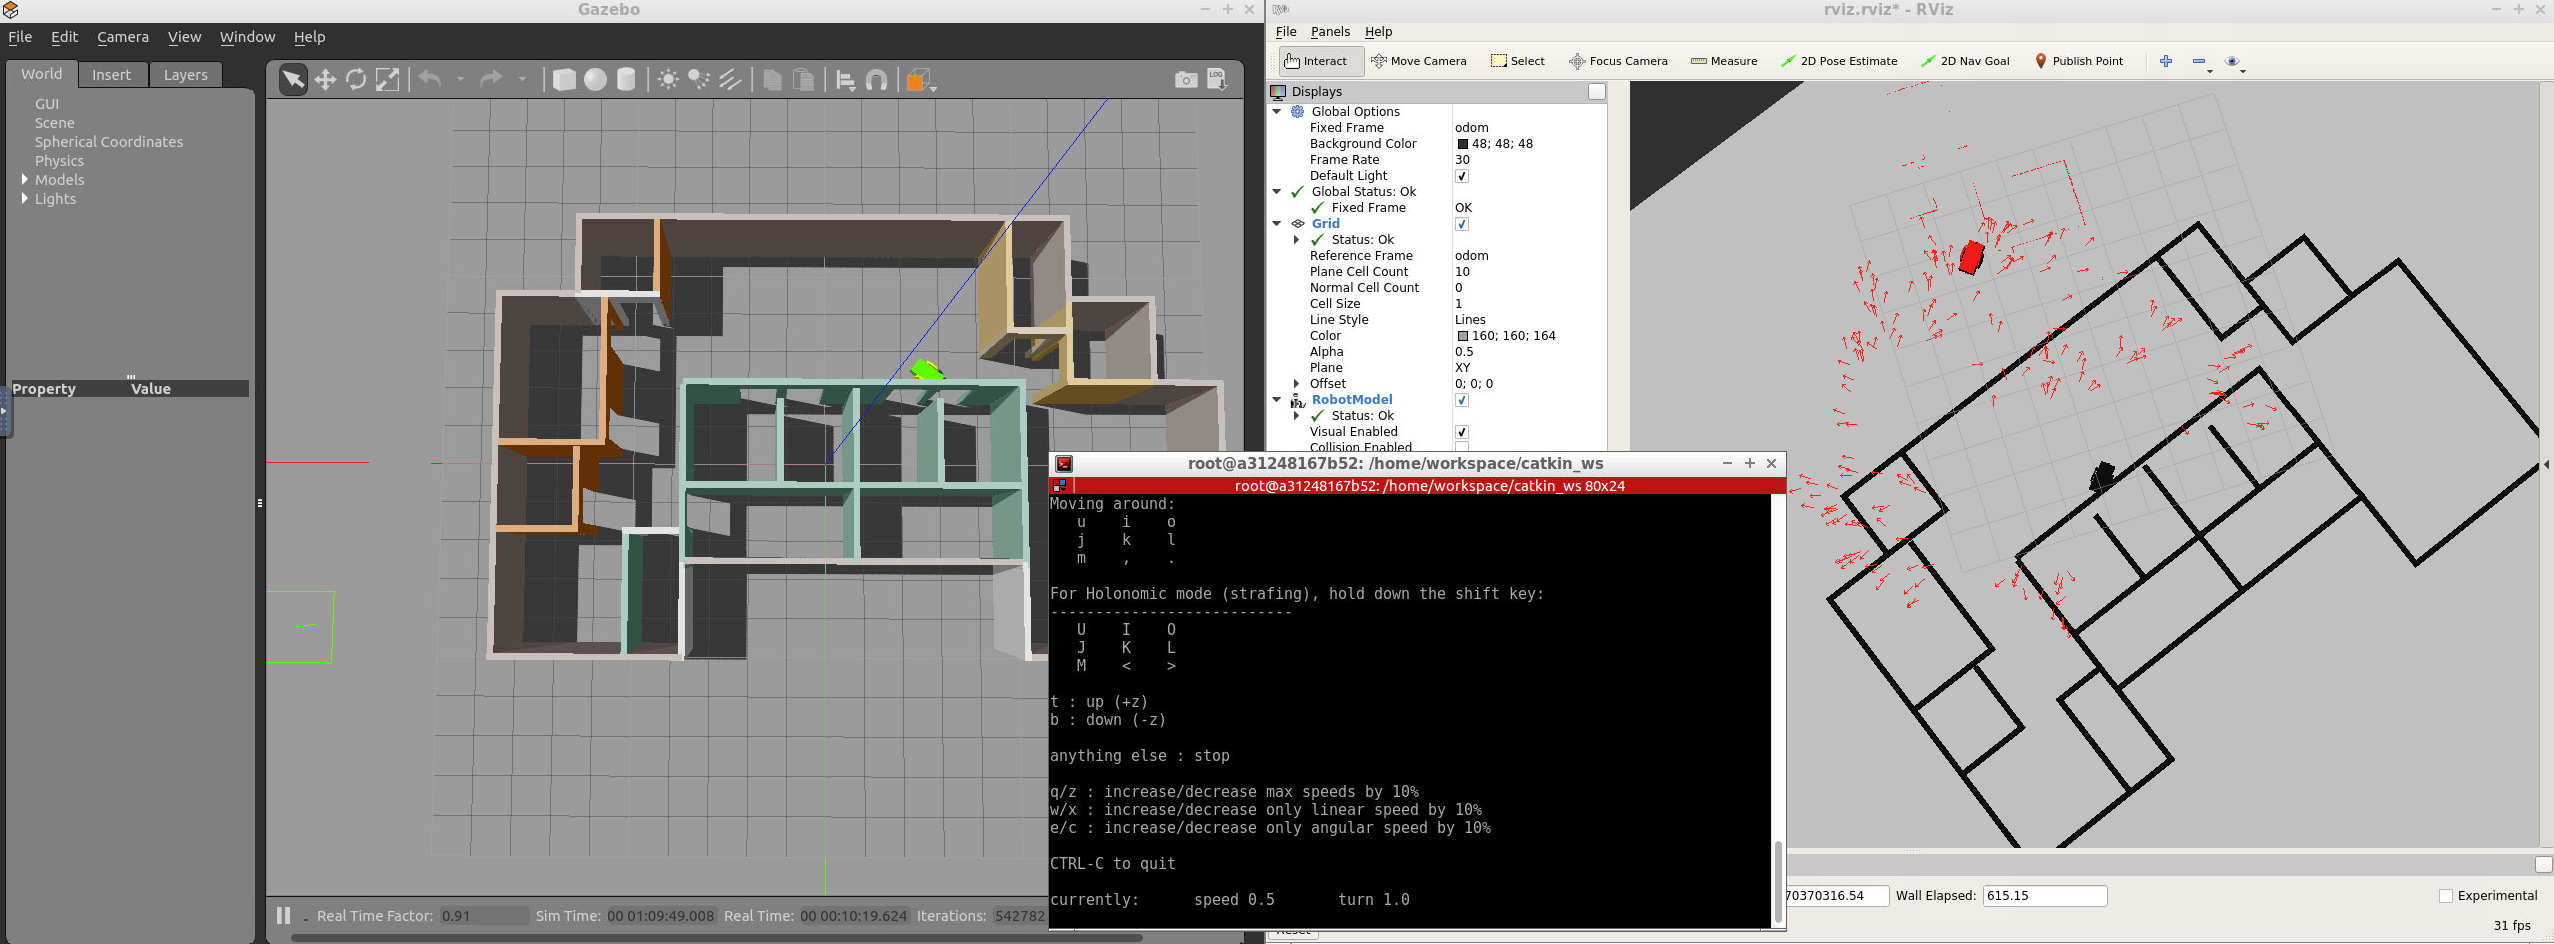 Gazebo
File Edit Camera View Window Help
World Insert Layers
GUI
Scene
Spherical Coordinates
Physics
Models
Lights
Property Value
LOG
Real Time Factor: 0.91 Sim Time: 00 01:09:49.008 Real Time: 00 00:10:19.624 Iterations: 542782
rviz.rviz* - RViz
File Panels Help
Interact Move Camera Select Focus Camera Measure 2D Pose Estimate 2D Nav Goal Publish Point
Displays
Global Options
Fixed Frame odom
Background Color 48; 48; 48
Frame Rate 30
Default Light
Global Status: Ok
Fixed Frame OK
Grid
Status: Ok
Reference Frame odom
Plane Cell Count 10
Normal Cell Count 0
Cell Size 1
Line Style Lines
Color 160; 160; 164
Alpha 0.5
Plane XY
Offset 0; 0; 0
RobotModel
Status: Ok
Visual Enabled
Collision Enabled
root@a31248167b52: /home/workspace/catkin_ws
root@a31248167b52: /home/workspace/catkin_ws 80x24
Moving around:
u i o
j k l
m , .
For Holonomic mode (strafing), hold down the shift key:
---------------------------
U I O
J K L
M < >
t : up (+z)
b : down (-z)
anything else : stop
q/z : increase/decrease max speeds by 10%
w/x : increase/decrease only linear speed by 10%
e/c : increase/decrease only angular speed by 10%
CTRL-C to quit
currently: speed 0.5 turn 1.0
70370316.54 Wall Elapsed: 615.15 Experimental
Reset 31 fps